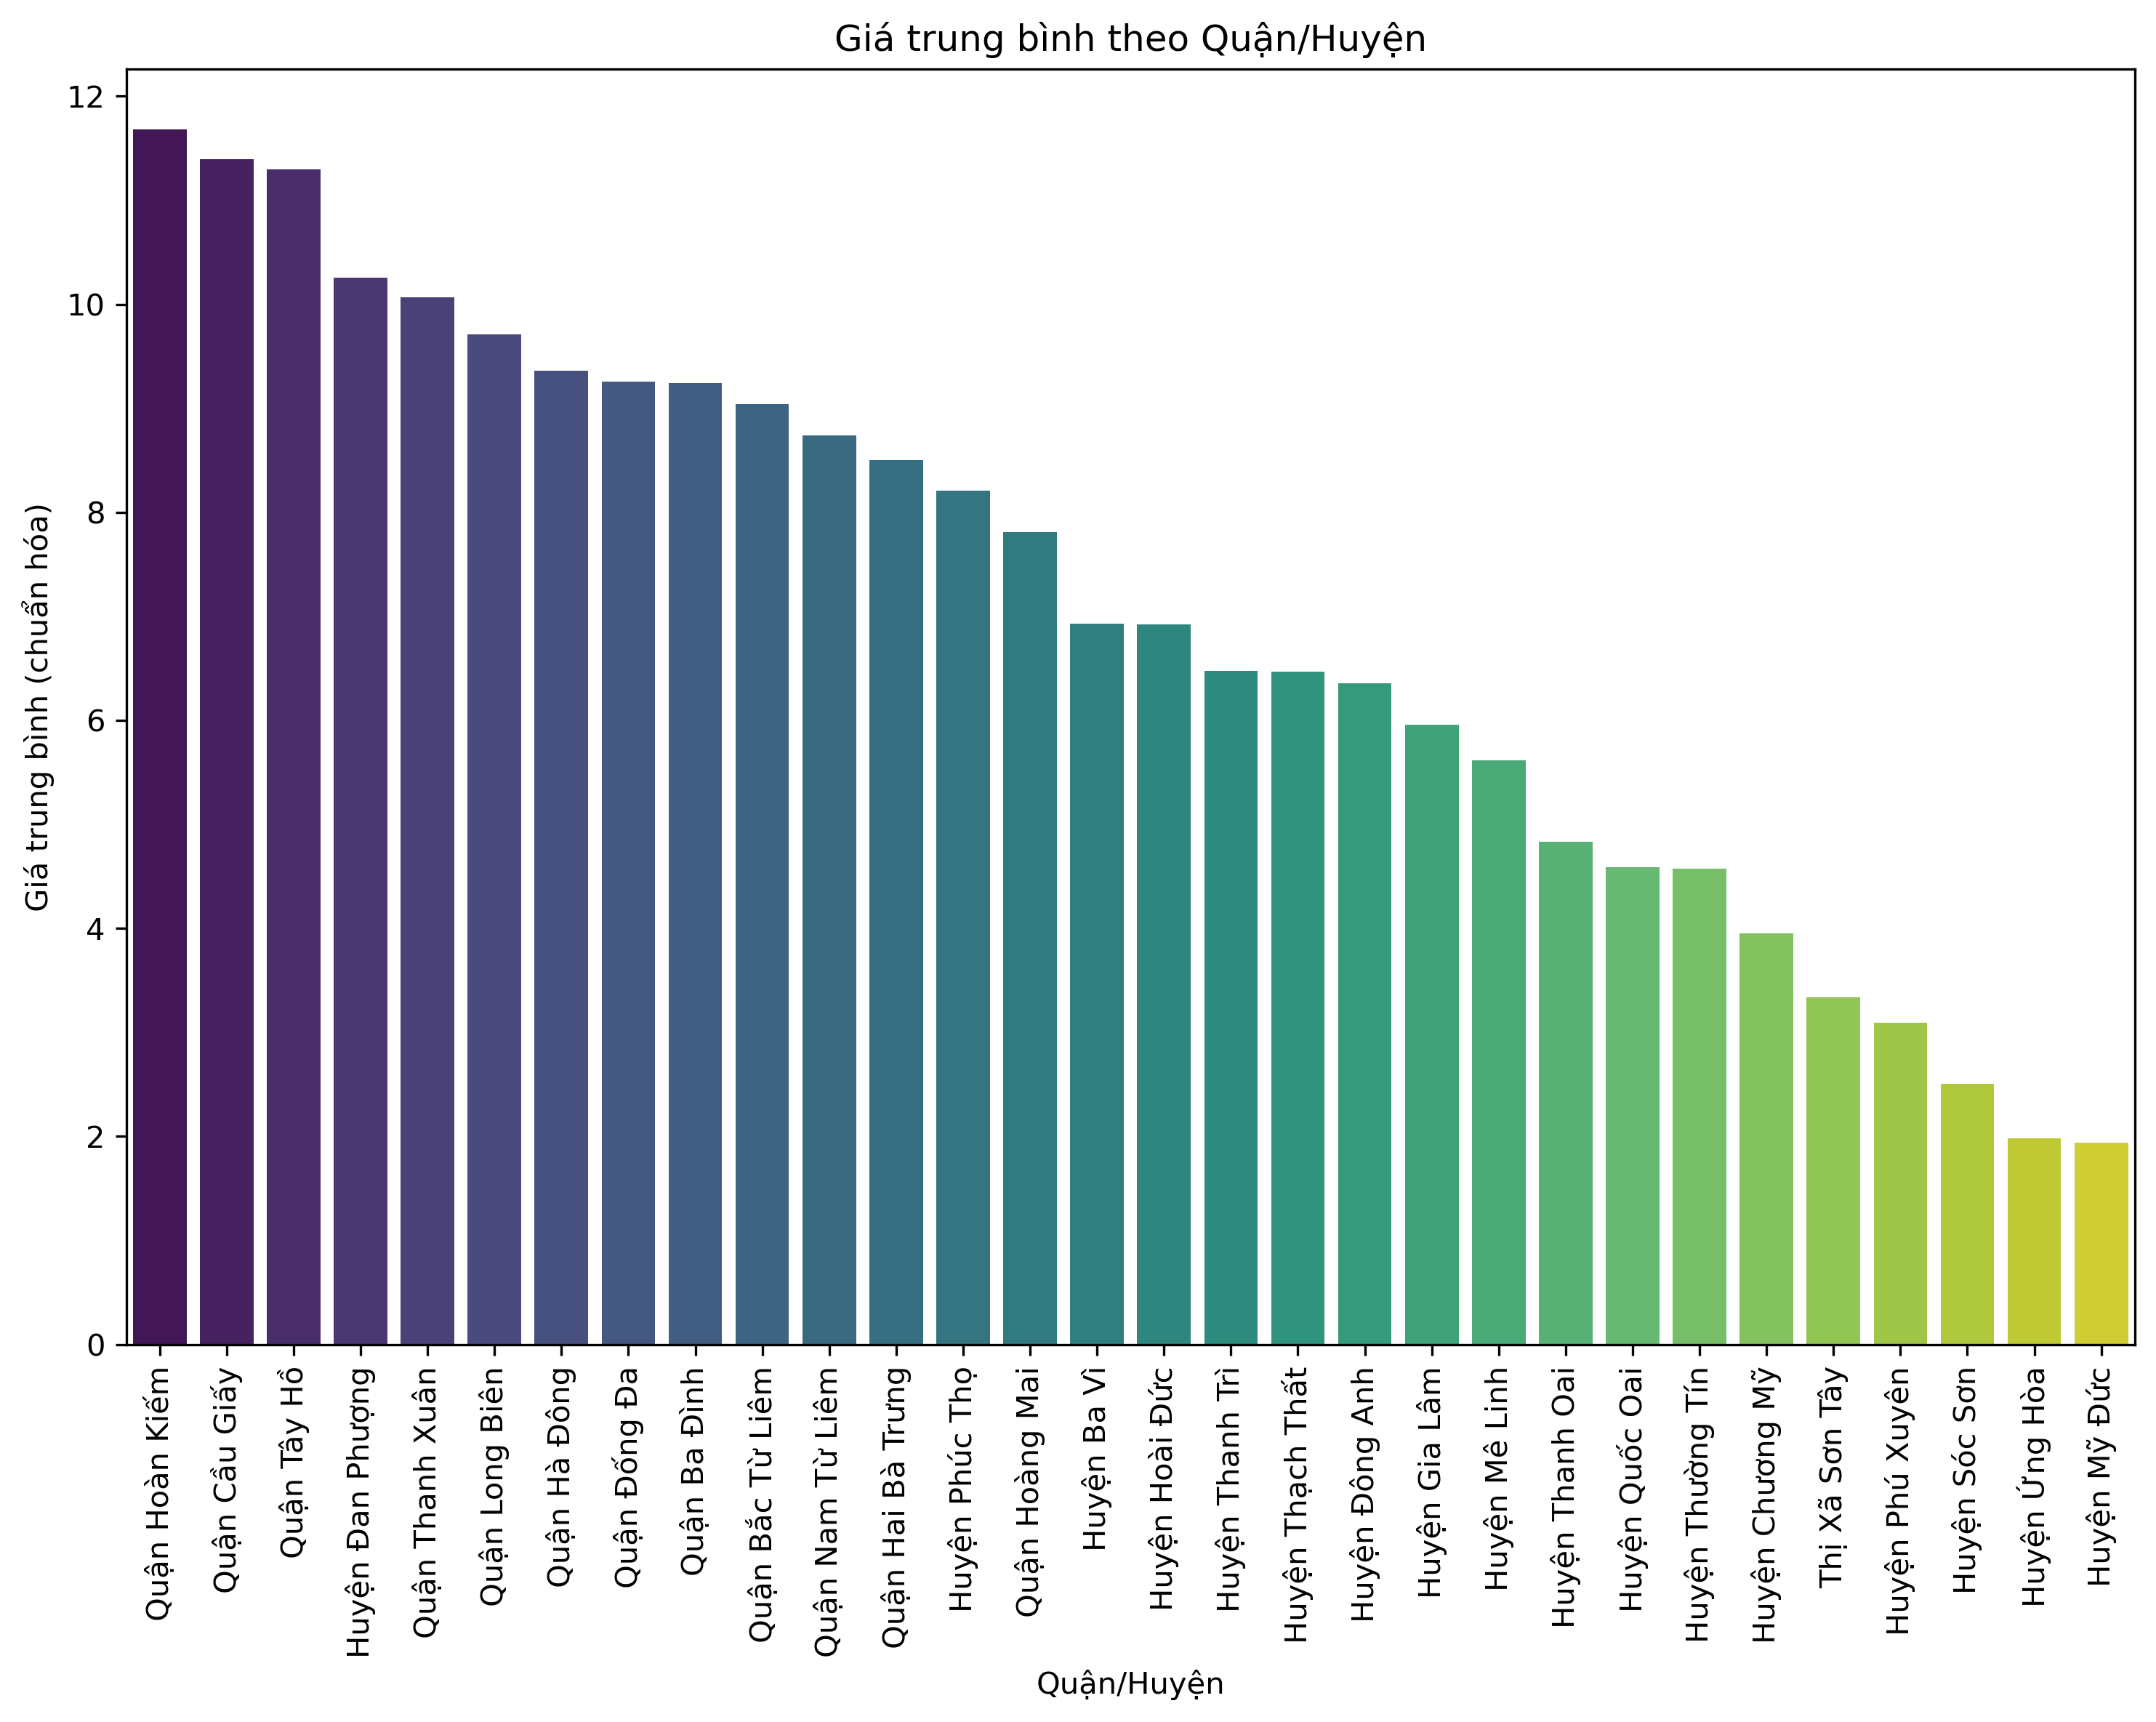 Giá trung bình theo Quận/Huyện
Giá trung bình (chuẩn hóa)
12
10
8
6
4
2
0
Quận Hoàn Kiếm
Quận Cầu Giấy
Quận Tây Hồ
Huyện Đan Phượng
Quận Thanh Xuân
Quận Long Biên
Quận Hà Đông
Quận Đống Đa
Quận Ba Đình
Quận Bắc Từ Liêm
Quận Nam Từ Liêm
Quận Hai Bà Trưng
Huyện Phúc Thọ
Quận Hoàng Mai
Huyện Ba Vì
Huyện Hoài Đức
Huyện Thanh Trì
Huyện Thạch Thất
Huyện Đông Anh
Huyện Gia Lâm
Huyện Mê Linh
Huyện Thanh Oai
Huyện Quốc Oai
Huyện Thường Tín
Huyện Chương Mỹ
Thị Xã Sơn Tây
Huyện Phú Xuyên
Huyện Sóc Sơn
Huyện Ứng Hòa
Huyện Mỹ Đức
Quận/Huyện